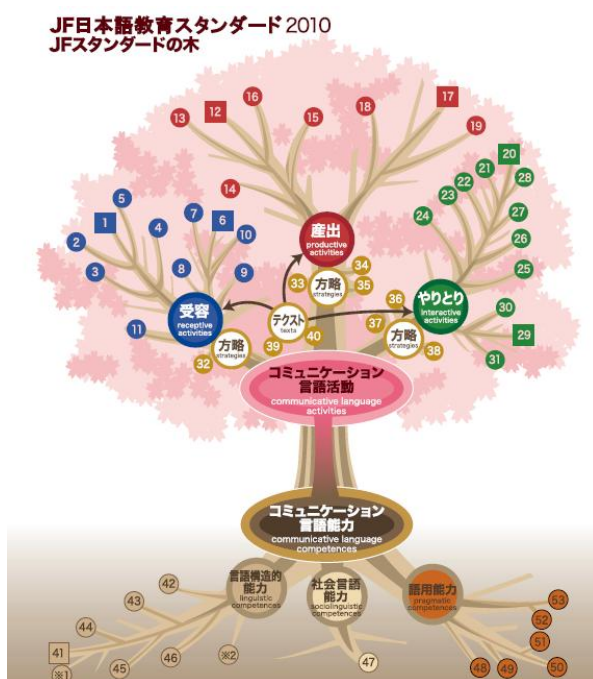 JF日本語教育スタンダード 2010
JFスタンダードの木
16
17
12
18
13
15
19
20
21
28
22
14
23
5
7
6
24
27
1
4
10
産出
productive
activities
2
26
34
8
9
3
33
方略
strategies
35
25
36
受容
receptive
activities
テクスト
texts
やりとり
interactive
activities
30
11
37
29
40
方略
strategies
39
方略
strategies
38
31
32
コミュニケーション
言語活動
communicative language
activities
コミュニケーション
言語能力
communicative language
competences
言語構造的
能力
linguistic
competences
社会言語
能力
sociolinguistic
competences
語用能力
pragmatic
competences
42
43
53
44
52
51
41
46
※2
47
45
48
49
50
※1